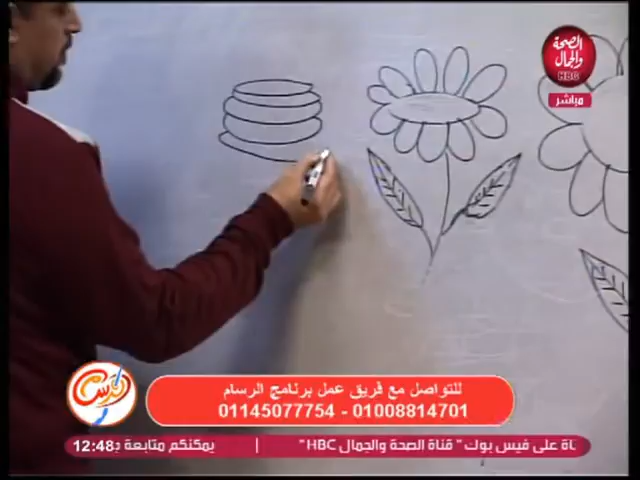 الصحة
والجمال
HBC
مباشر
للتواصل مع فريق عمل برنامج الرسام
01145077754 - 01008814701
12:48 يمكنكم متابعة | اة على فيس بوك " قناة الصحة والجمال HBC"